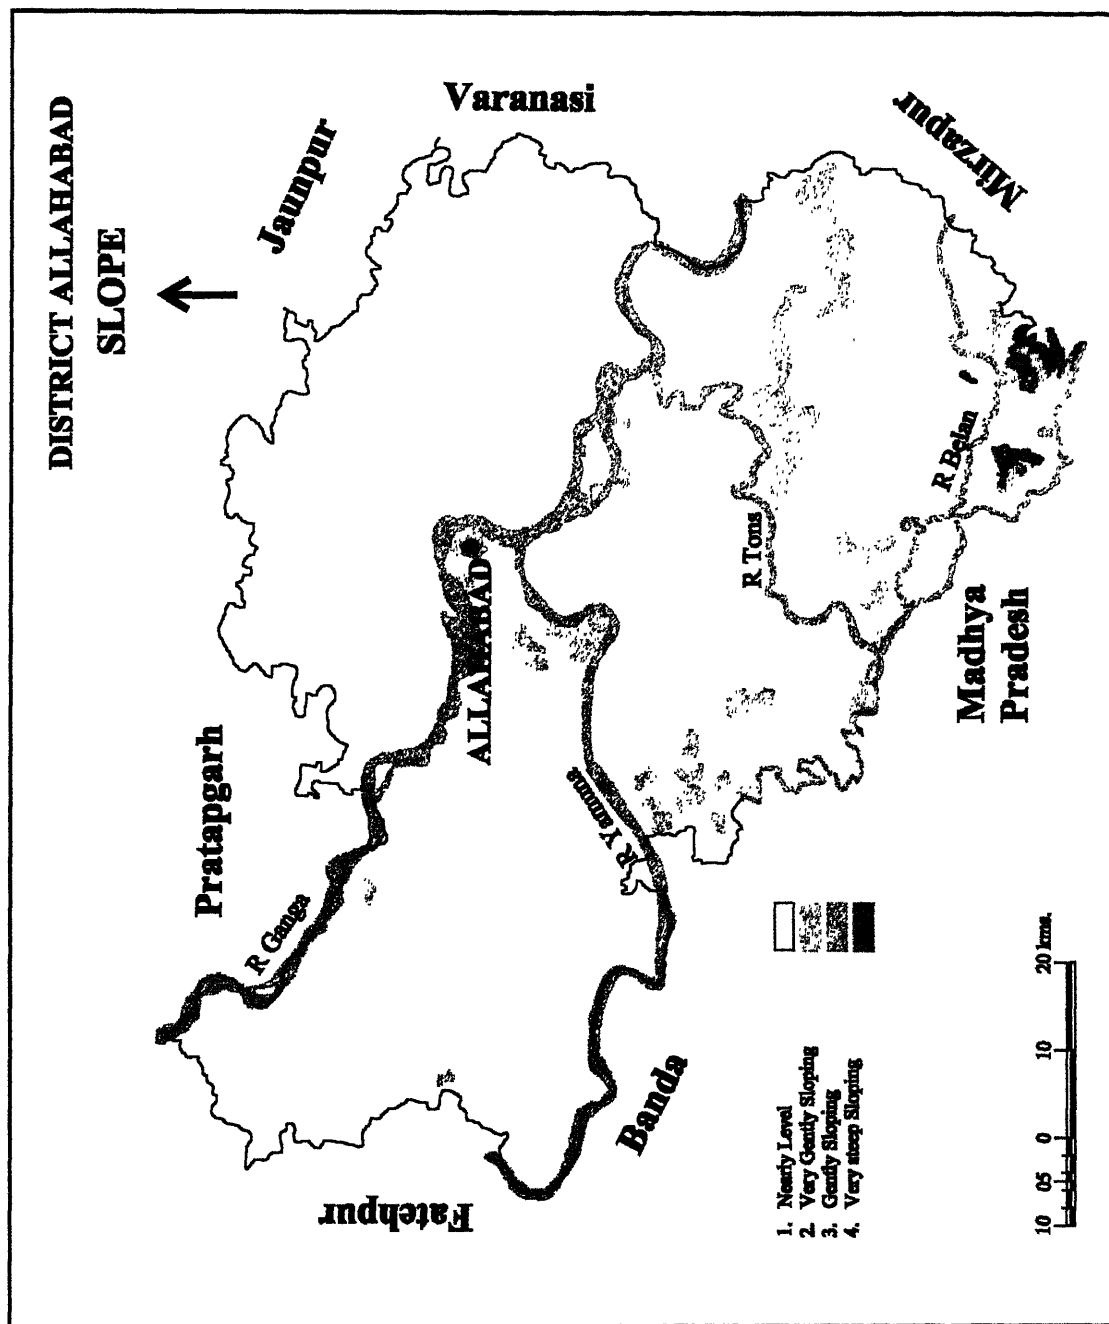 DISTRICT ALLAHABAD
SLOPE
Varanasi
Jaunpur
Mirzapur
Pratapgarh
R Ganga
ALLAHABAD
R Yamuna
R Tons
R Belan
Madhya
Pradesh
Banda
Fatehpur
1. Nearly Level
2. Very Gently Sloping
3. Gently Sloping
4. Very steep Sloping
10 05 0 10 20 kms.